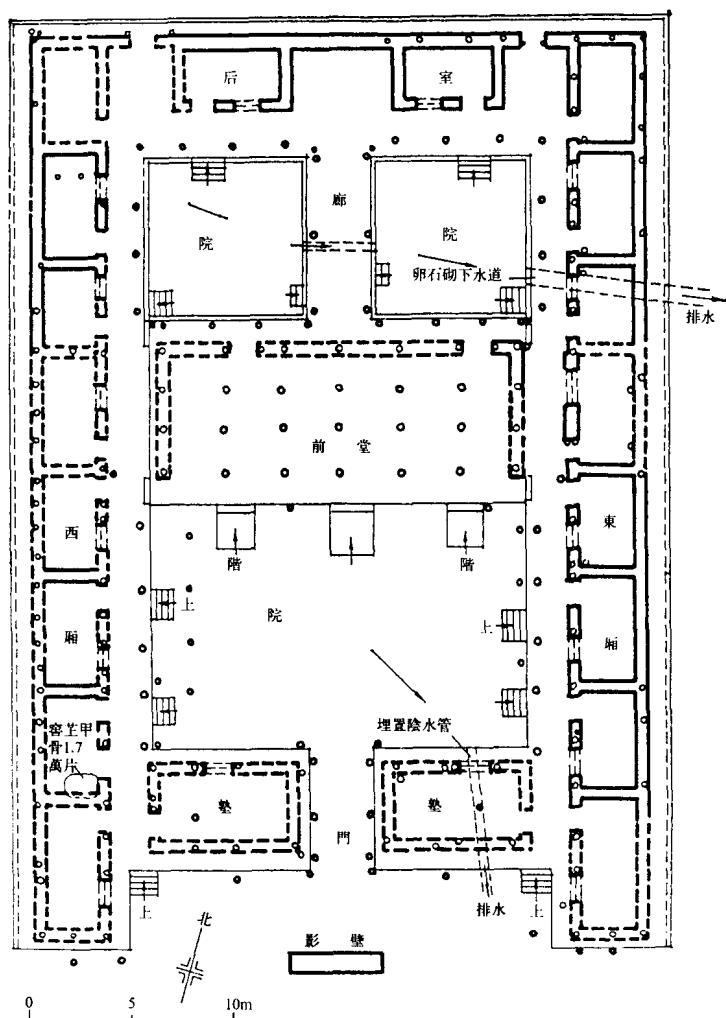 后
室
廊
院
院
卵石砌下水道
排水
前堂
西
東
階
階
院
上
上
廂
廂
埋置陰水管
窖芷甲
骨1.7
萬片
塾
塾
門
上
排水
上
北
影壁
0 5 10m